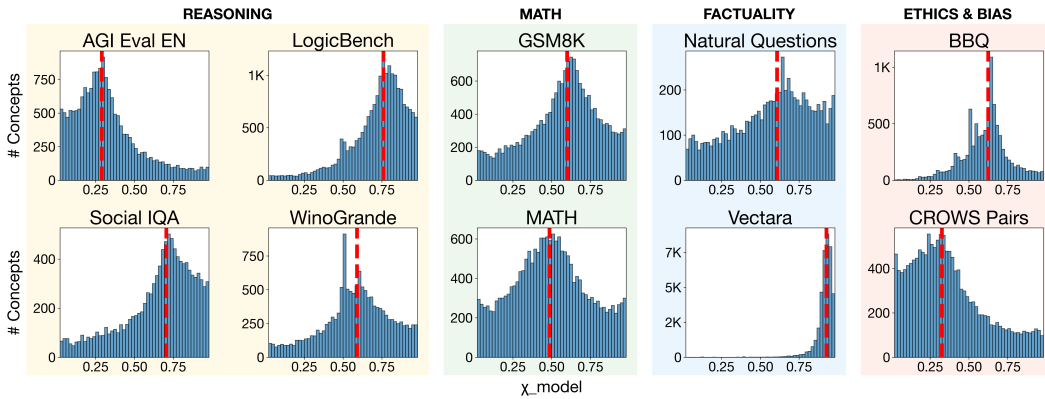 REASONING MATH FACTUALITY ETHICS & BIAS
AGI Eval EN LogicBench GSM8K Natural Questions BBQ
# Concepts
750
500
250
0
0.25 0.50 0.75
1K
500
0
0.25 0.50 0.75
600
400
200
0
0.25 0.50 0.75
200
100
0
0.25 0.50 0.75
1K
500
0
0.25 0.50 0.75
Social IQA WinoGrande MATH Vectara CROWS Pairs
# Concepts
400
200
0
0.25 0.50 0.75
750
500
250
0
0.25 0.50 0.75
600
400
200
0
0.25 0.50 0.75
7K
5K
2K
0
0.25 0.50 0.75
400
200
0
0.25 0.50 0.75
χ_model